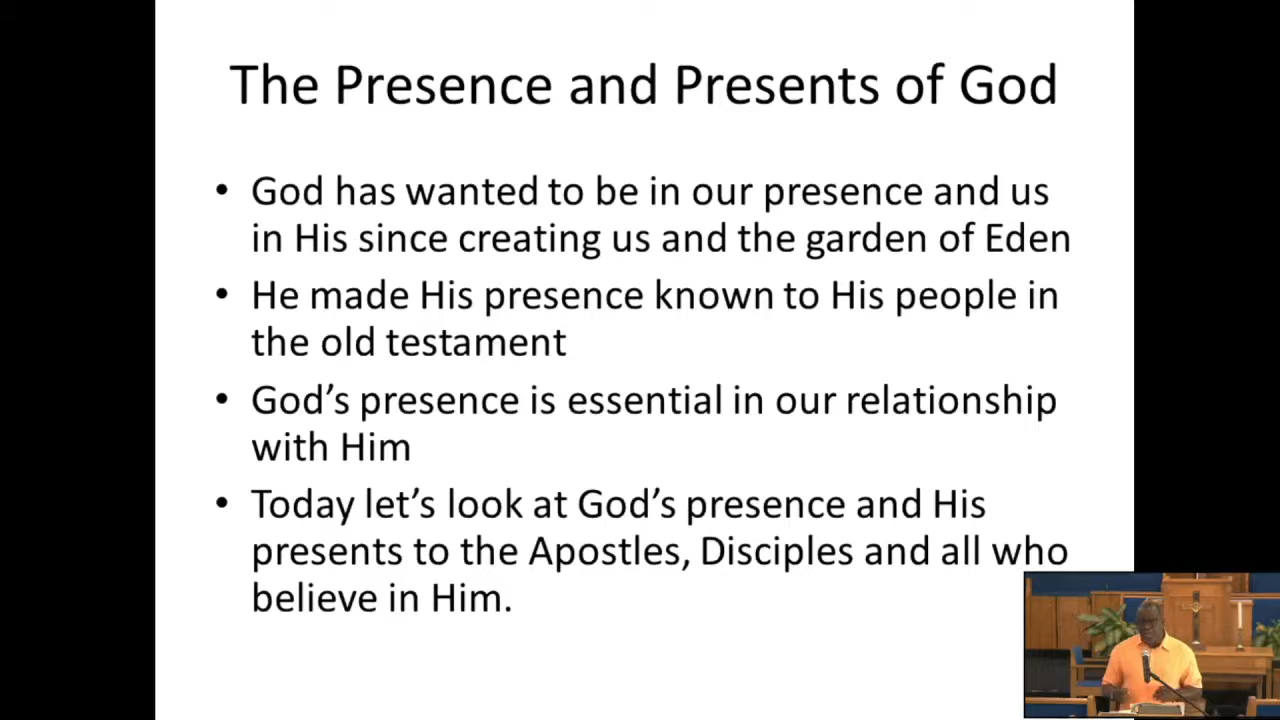 The Presence and Presents of God
• God has wanted to be in our presence and us
in His since creating us and the garden of Eden
• He made His presence known to His people in
the old testament
• God’s presence is essential in our relationship
with Him
• Today let’s look at God’s presence and His
presents to the Apostles, Disciples and all who
believe in Him.